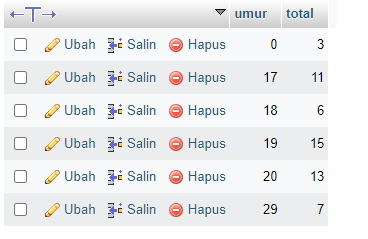 umur total
Ubah Salin Hapus 0 3
Ubah Salin Hapus 17 11
Ubah Salin Hapus 18 6
Ubah Salin Hapus 19 15
Ubah Salin Hapus 20 13
Ubah Salin Hapus 29 7